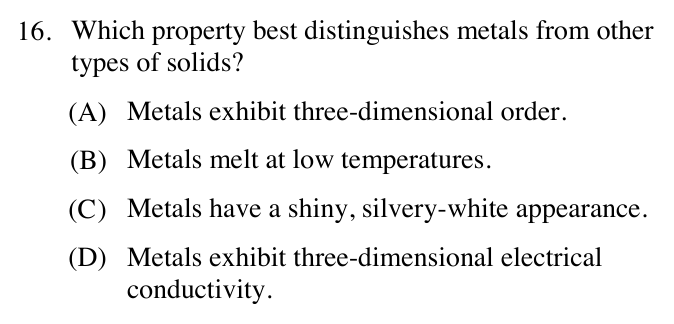 16. Which property best distinguishes metals from other
types of solids?
(A) Metals exhibit three-dimensional order.
(B) Metals melt at low temperatures.
(C) Metals have a shiny, silvery-white appearance.
(D) Metals exhibit three-dimensional electrical
conductivity.